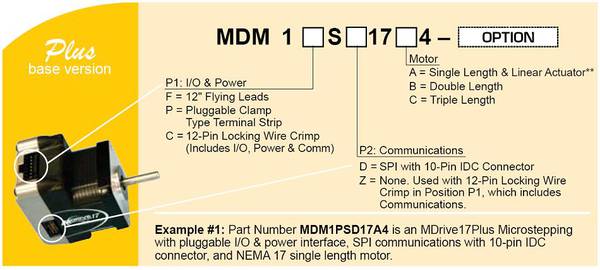 Plus
base version
MDM 1 □ S □ 17 □ 4 – OPTION
Motor
A = Single Length & Linear Actuator**
B = Double Length
C = Triple Length
P1: I/O & Power
F = 12" Flying Leads
P = Pluggable Clamp
Type Terminal Strip
C = 12-Pin Locking Wire Crimp
(Includes I/O, Power & Comm)
P2: Communications
D = SPI with 10-Pin IDC Connector
Z = None. Used with 12-Pin Locking Wire
Crimp in Position P1, which includes
Communications.
Example #1: Part Number MDM1PSD17A4 is an MDrive17Plus Microstepping
with pluggable I/O & power interface, SPI communications with 10-pin IDC
connector, and NEMA 17 single length motor.